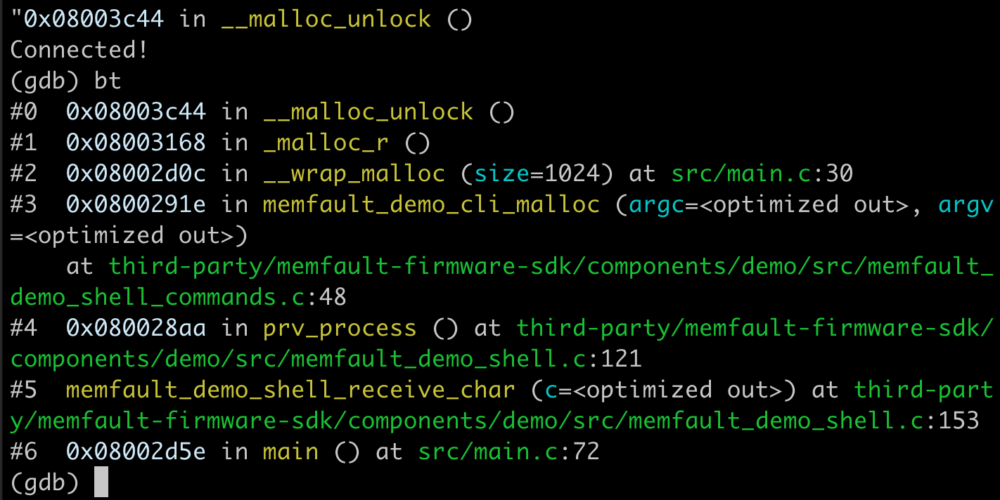 "0x08003c44 in __malloc_unlock ()
Connected!
(gdb) bt
#0  0x08003c44 in __malloc_unlock ()
#1  0x08003168 in _malloc_r ()
#2  0x08002d0c in __wrap_malloc (size=1024) at src/main.c:30
#3  0x0800291e in memfault_demo_cli_malloc (argc=<optimized out>, argv
=<optimized out>)
    at third-party/memfault-firmware-sdk/components/demo/src/memfault_
demo_shell_commands.c:48
#4  0x080028aa in prv_process () at third-party/memfault-firmware-sdk/
components/demo/src/memfault_demo_shell.c:121
#5  memfault_demo_shell_receive_char (c=<optimized out>) at third-part
y/memfault-firmware-sdk/components/demo/src/memfault_demo_shell.c:153
#6  0x08002d5e in main () at src/main.c:72
(gdb)